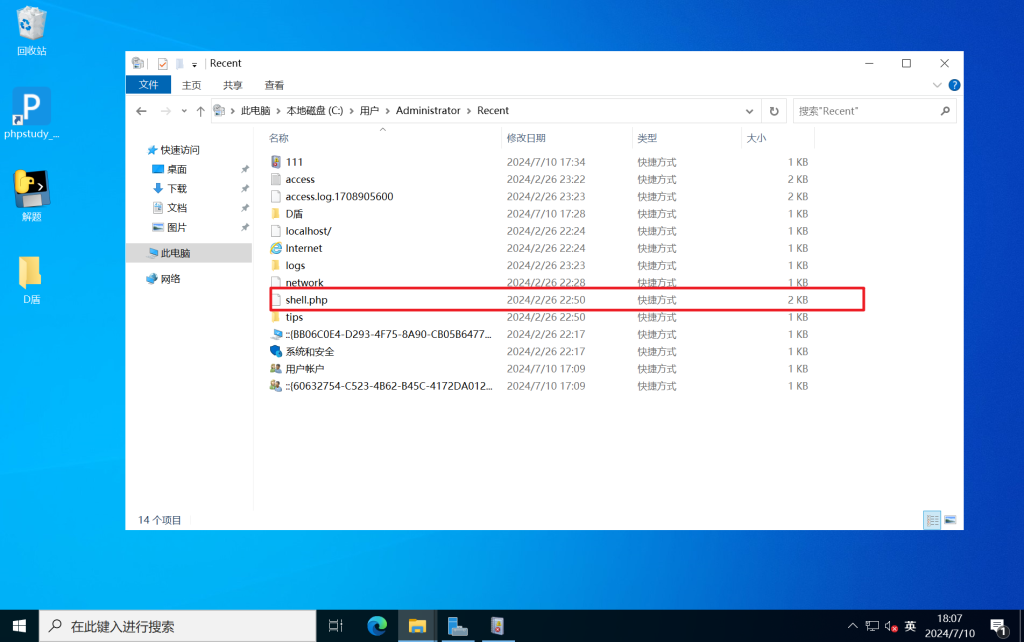 回收站
phpstudy_...
解题
D盾
Recent
文件 主页 共享 查看
此电脑 > 本地磁盘 (C:) > 用户 > Administrator > Recent
搜索"Recent"
快速访问
桌面
下载
文档
图片
此电脑
网络
名称 修改日期 类型 大小
111 2024/7/10 17:34 快捷方式 1 KB
access 2024/2/26 23:22 快捷方式 2 KB
access.log.1708905600 2024/2/26 23:23 快捷方式 2 KB
D盾 2024/7/10 17:28 快捷方式 1 KB
localhost/ 2024/2/26 22:24 快捷方式 1 KB
Internet 2024/2/26 22:24 快捷方式 1 KB
logs 2024/2/26 23:23 快捷方式 1 KB
network 2024/2/26 22:28 快捷方式 1 KB
shell.php 2024/2/26 22:50 快捷方式 2 KB
tips 2024/2/26 22:50 快捷方式 1 KB
::{BB06C0E4-D293-4F75-8A90-CB05B6477... 2024/2/26 22:17 快捷方式 1 KB
系统和安全 2024/2/26 22:17 快捷方式 1 KB
用户帐户 2024/7/10 17:09 快捷方式 1 KB
::{60632754-C523-4B62-B45C-4172DA012... 2024/7/10 17:09 快捷方式 1 KB
14 个项目
在此键入进行搜索
英
18:07
2024/7/10
1